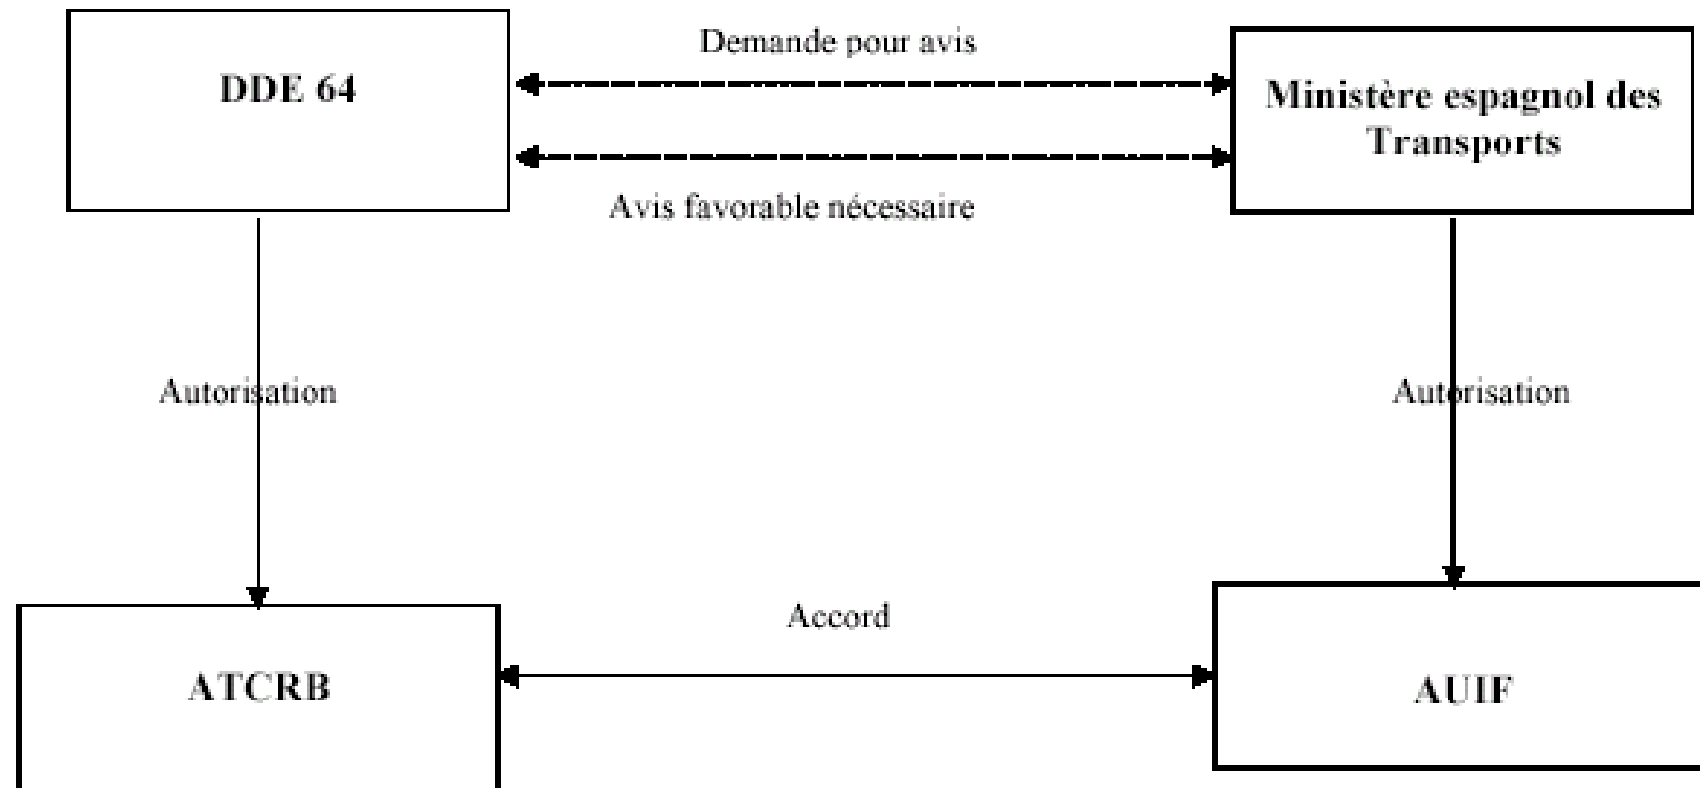 Demande pour avis
DDE 64
Ministère espagnol des
Transports
Avis favorable nécessaire
Autorisation
Autorisation
Accord
ATCRB
AUIF